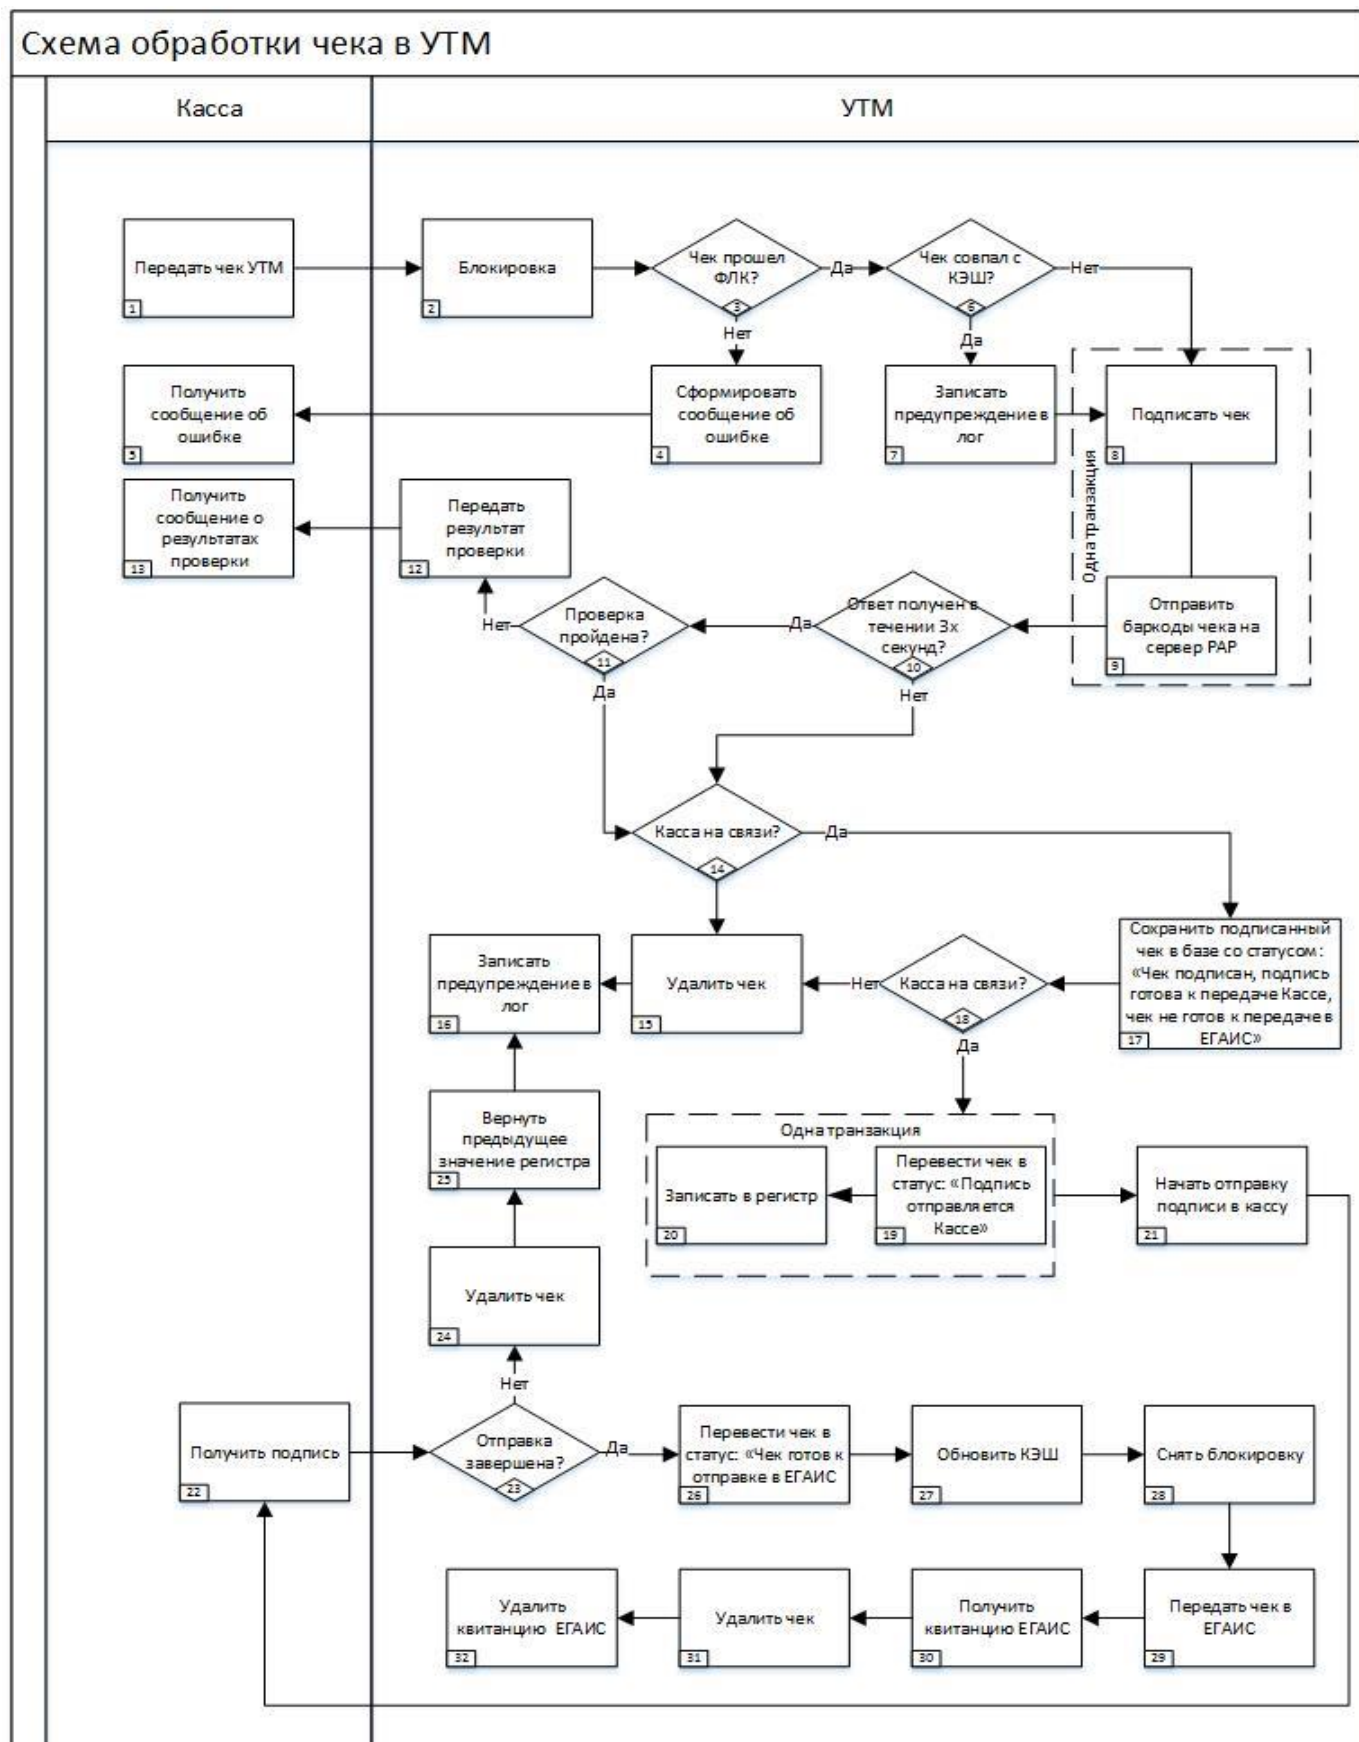 Схема обработки чека в УТМ
Касса
УТМ
Передать чек УТМ
1
Блокировка
2
Чек прошел
ФЛК?
3
Да
Чек совпал с
КЭШ?
6
Нет
Нет
Да
Получить
сообщение об
ошибке
5
Сформировать
сообщение об
ошибке
4
Записать
предупреждение в
лог
7
Подписать чек
8
Одна транзакция
Получить
сообщение о
результатах
проверки
13
Передать
результат
проверки
12
Нет
Проверка
пройдена?
11
Да
Ответ получен в
течении 3х
секунд?
10
Отправить
баркоды чека на
сервер РАР
9
Да
Нет
Касса на связи?
14
Да
Записать
предупреждение в
лог
16
Удалить чек
15
Нет
Касса на связи?
18
Сохранить подписанный
чек в базе со статусом:
«Чек подписан, подпись
готова к передаче Кассе,
чек не готов к передаче в
ЕГАИС»
17
Да
Вернуть
предыдущее
значение регистра
25
Одна транзакция
Записать в регистр
20
Перевести чек в
статус: «Подпись
отправляется
Кассе»
19
Начать отправку
подписи в кассу
21
Удалить чек
24
Нет
Получить подпись
22
Отправка
завершена?
23
Да
Перевести чек в
статус: «Чек готов к
отправке в ЕГАИС
26
Обновить КЭШ
27
Снять блокировку
28
Удалить
квитанцию ЕГАИС
32
Удалить чек
31
Получить
квитанцию ЕГАИС
30
Передать чек в
ЕГАИС
29